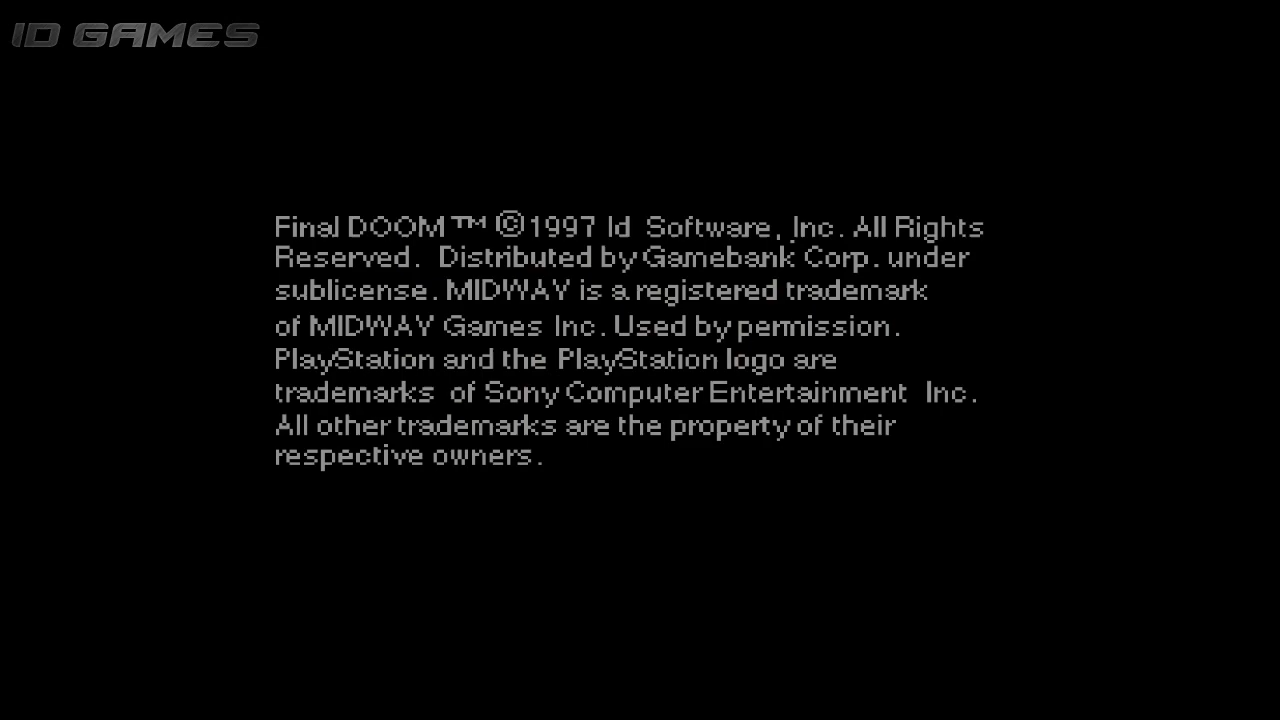 ID GAMES
Final DOOM™ ©1997 Id Software, Inc. All Rights
Reserved. Distributed by Gamebank Corp. under
sublicense. MIDWAY is a registered trademark
of MIDWAY Games Inc. Used by permission.
PlayStation and the PlayStation logo are
trademarks of Sony Computer Entertainment Inc.
All other trademarks are the property of their
respective owners.